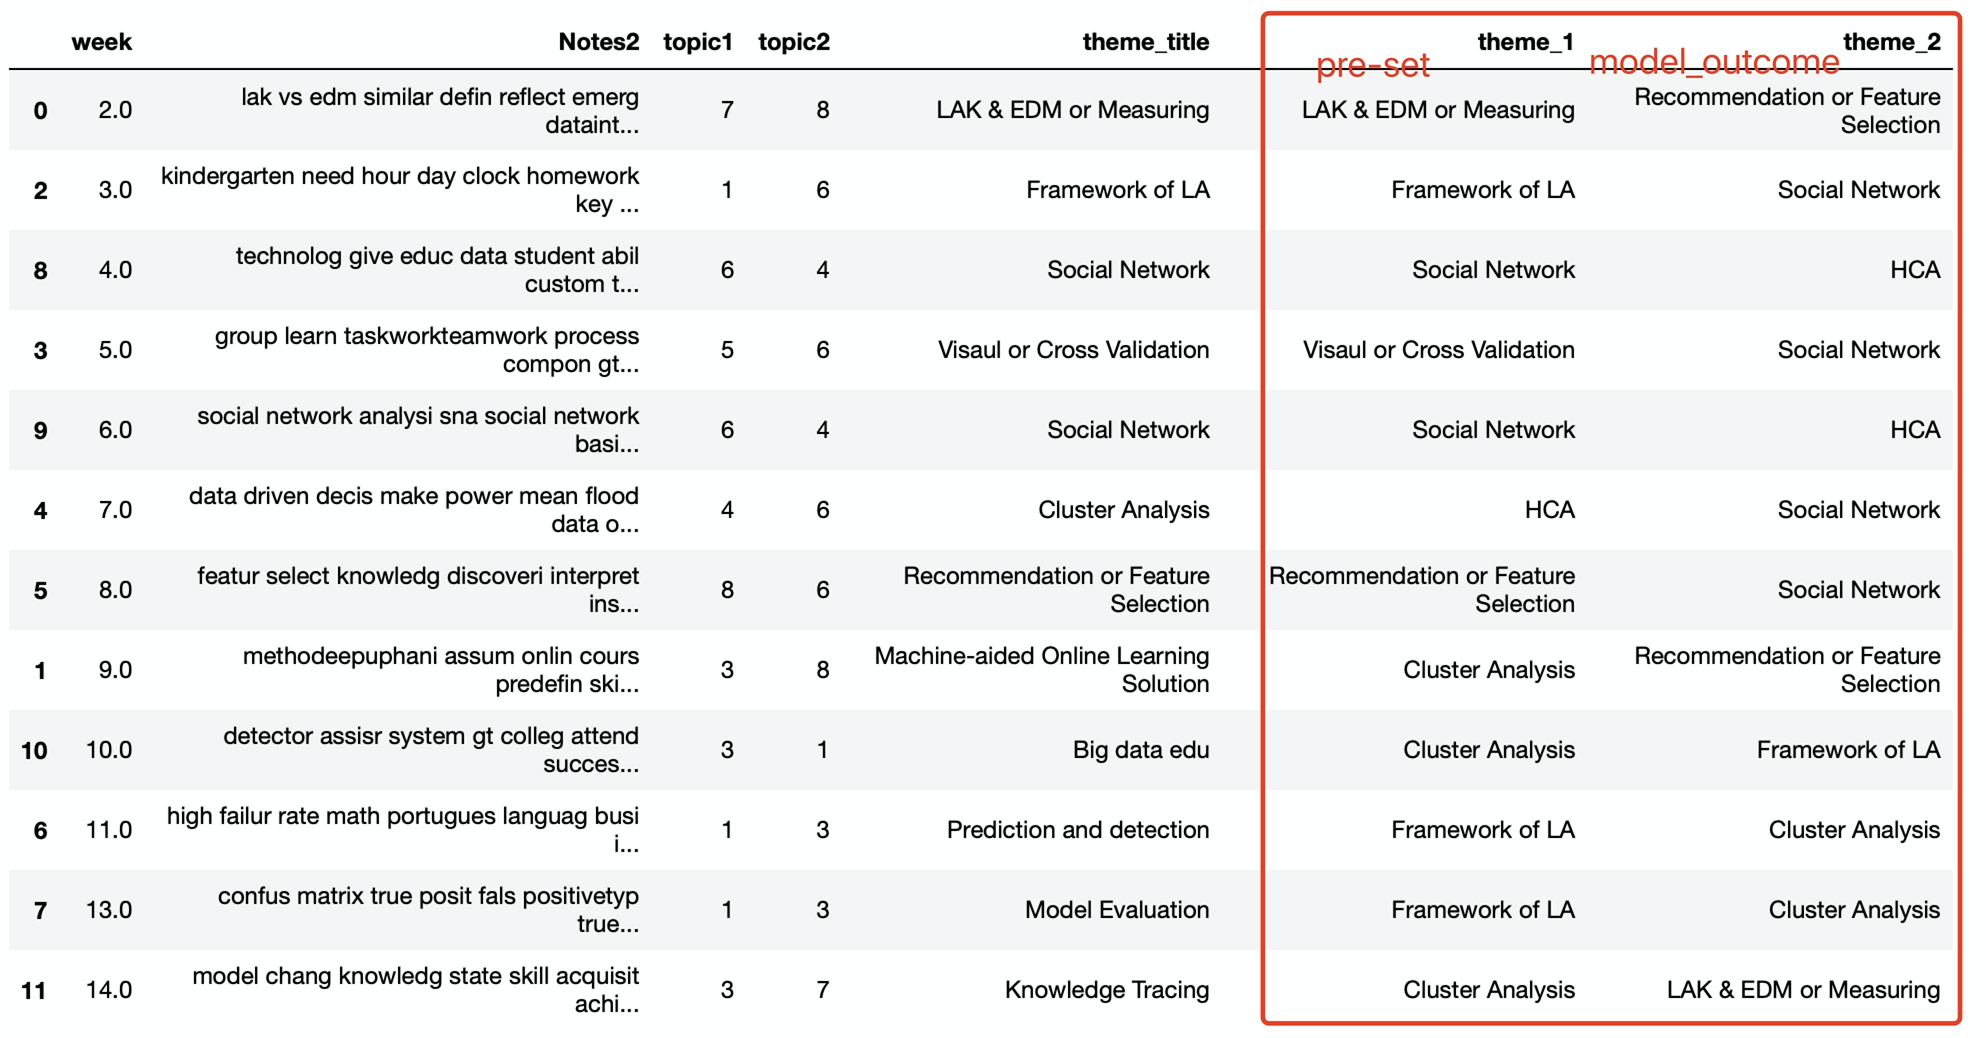 week Notes2 topic1 topic2 theme_title theme_1 theme_2
pre-set model_outcome
0 2.0 lak vs edm similar defin reflect emerg dataint... 7 8 LAK & EDM or Measuring LAK & EDM or Measuring Recommendation or Feature Selection
2 3.0 kindergarten need hour day clock homework key ... 1 6 Framework of LA Framework of LA Social Network
8 4.0 technolog give educ data student abil custom t... 6 4 Social Network Social Network HCA
3 5.0 group learn taskworkteamwork process compon gt... 5 6 Visaul or Cross Validation Visaul or Cross Validation Social Network
9 6.0 social network analysi sna social network basi... 6 4 Social Network Social Network HCA
4 7.0 data driven decis make power mean flood data o... 4 6 Cluster Analysis HCA Social Network
5 8.0 featur select knowledg discoveri interpret ins... 8 6 Recommendation or Feature Selection Recommendation or Feature Selection Social Network
1 9.0 methodeepuphani assum onlin cours predefin ski... 3 8 Machine-aided Online Learning Solution Cluster Analysis Recommendation or Feature Selection
10 10.0 detector assisr system gt colleg attend succes... 3 1 Big data edu Cluster Analysis Framework of LA
6 11.0 high failur rate math portugues languag busi i... 1 3 Prediction and detection Framework of LA Cluster Analysis
7 13.0 confus matrix true posit fals positivetyp true... 1 3 Model Evaluation Framework of LA Cluster Analysis
11 14.0 model chang knowledg state skill acquisit achi... 3 7 Knowledge Tracing Cluster Analysis LAK & EDM or Measuring